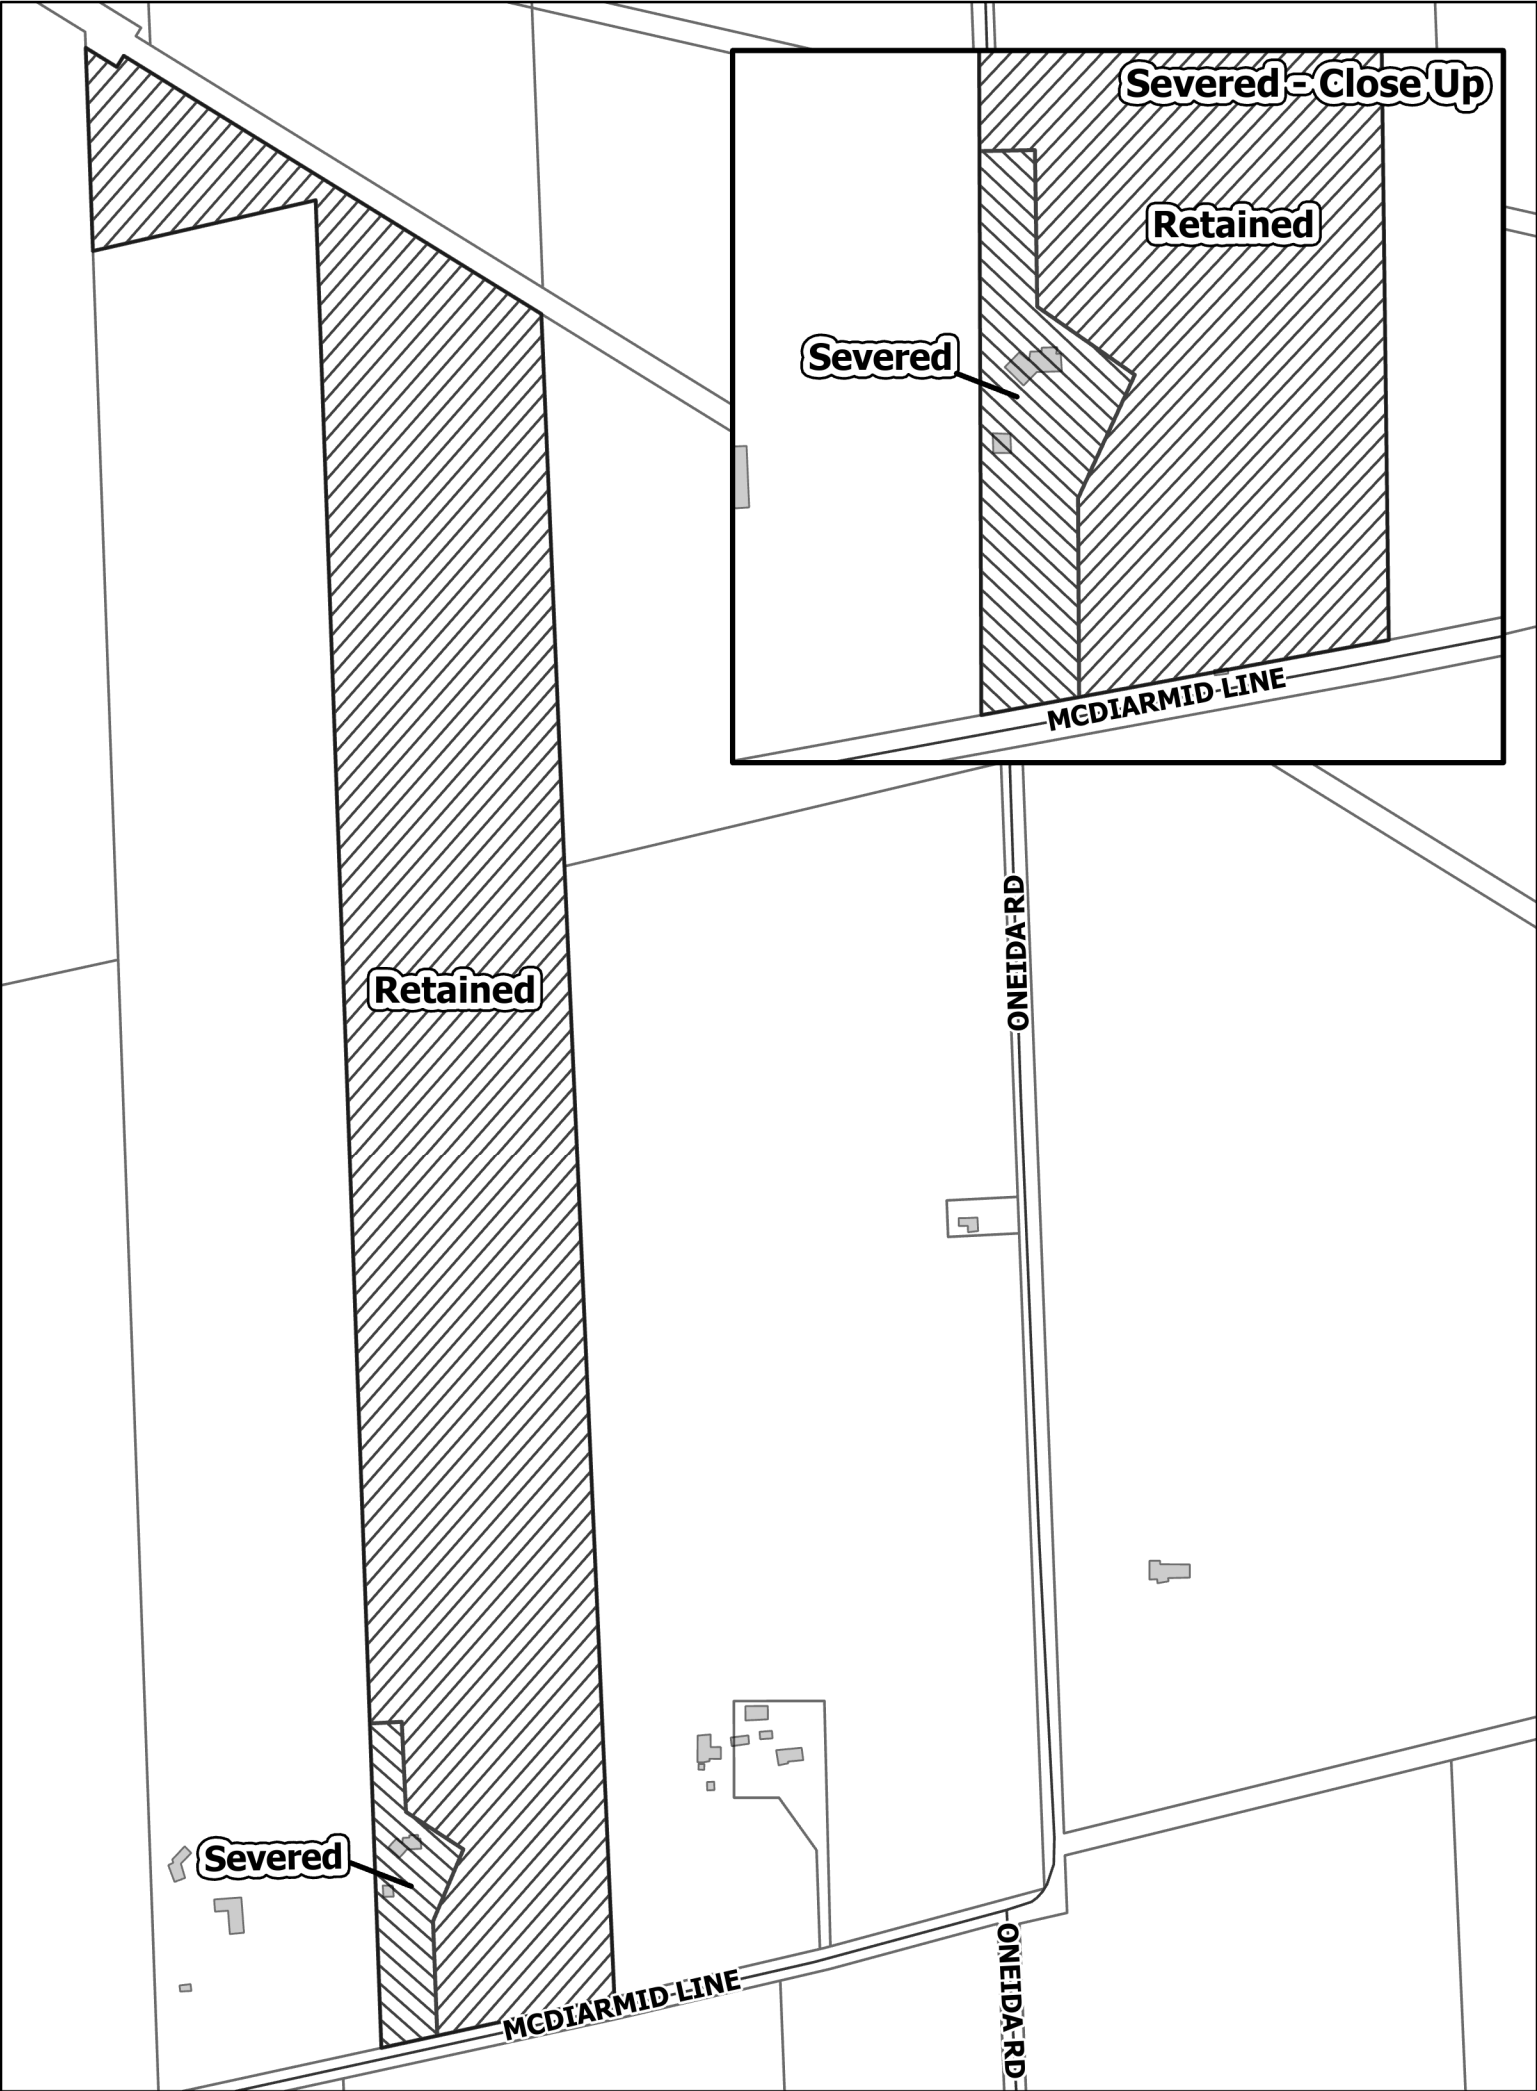 Severed - Close Up
Retained
Severed
MCDIARMID LINE
ONEIDA RD
Retained
Severed
MCDIARMID LINE
ONEIDA RD